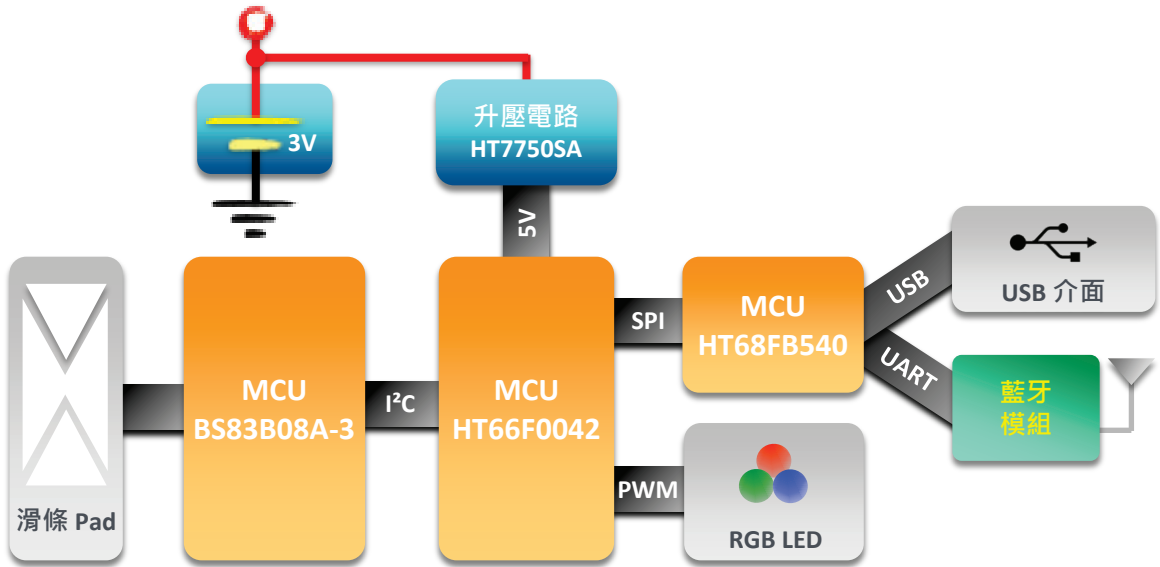 3V
升壓電路
HT7750SA
5V
滑條 Pad
MCU
BS83B08A-3
I²C
MCU
HT66F0042
SPI
MCU
HT68FB540
USB
USB 介面
UART
藍牙
模組
PWM
RGB LED